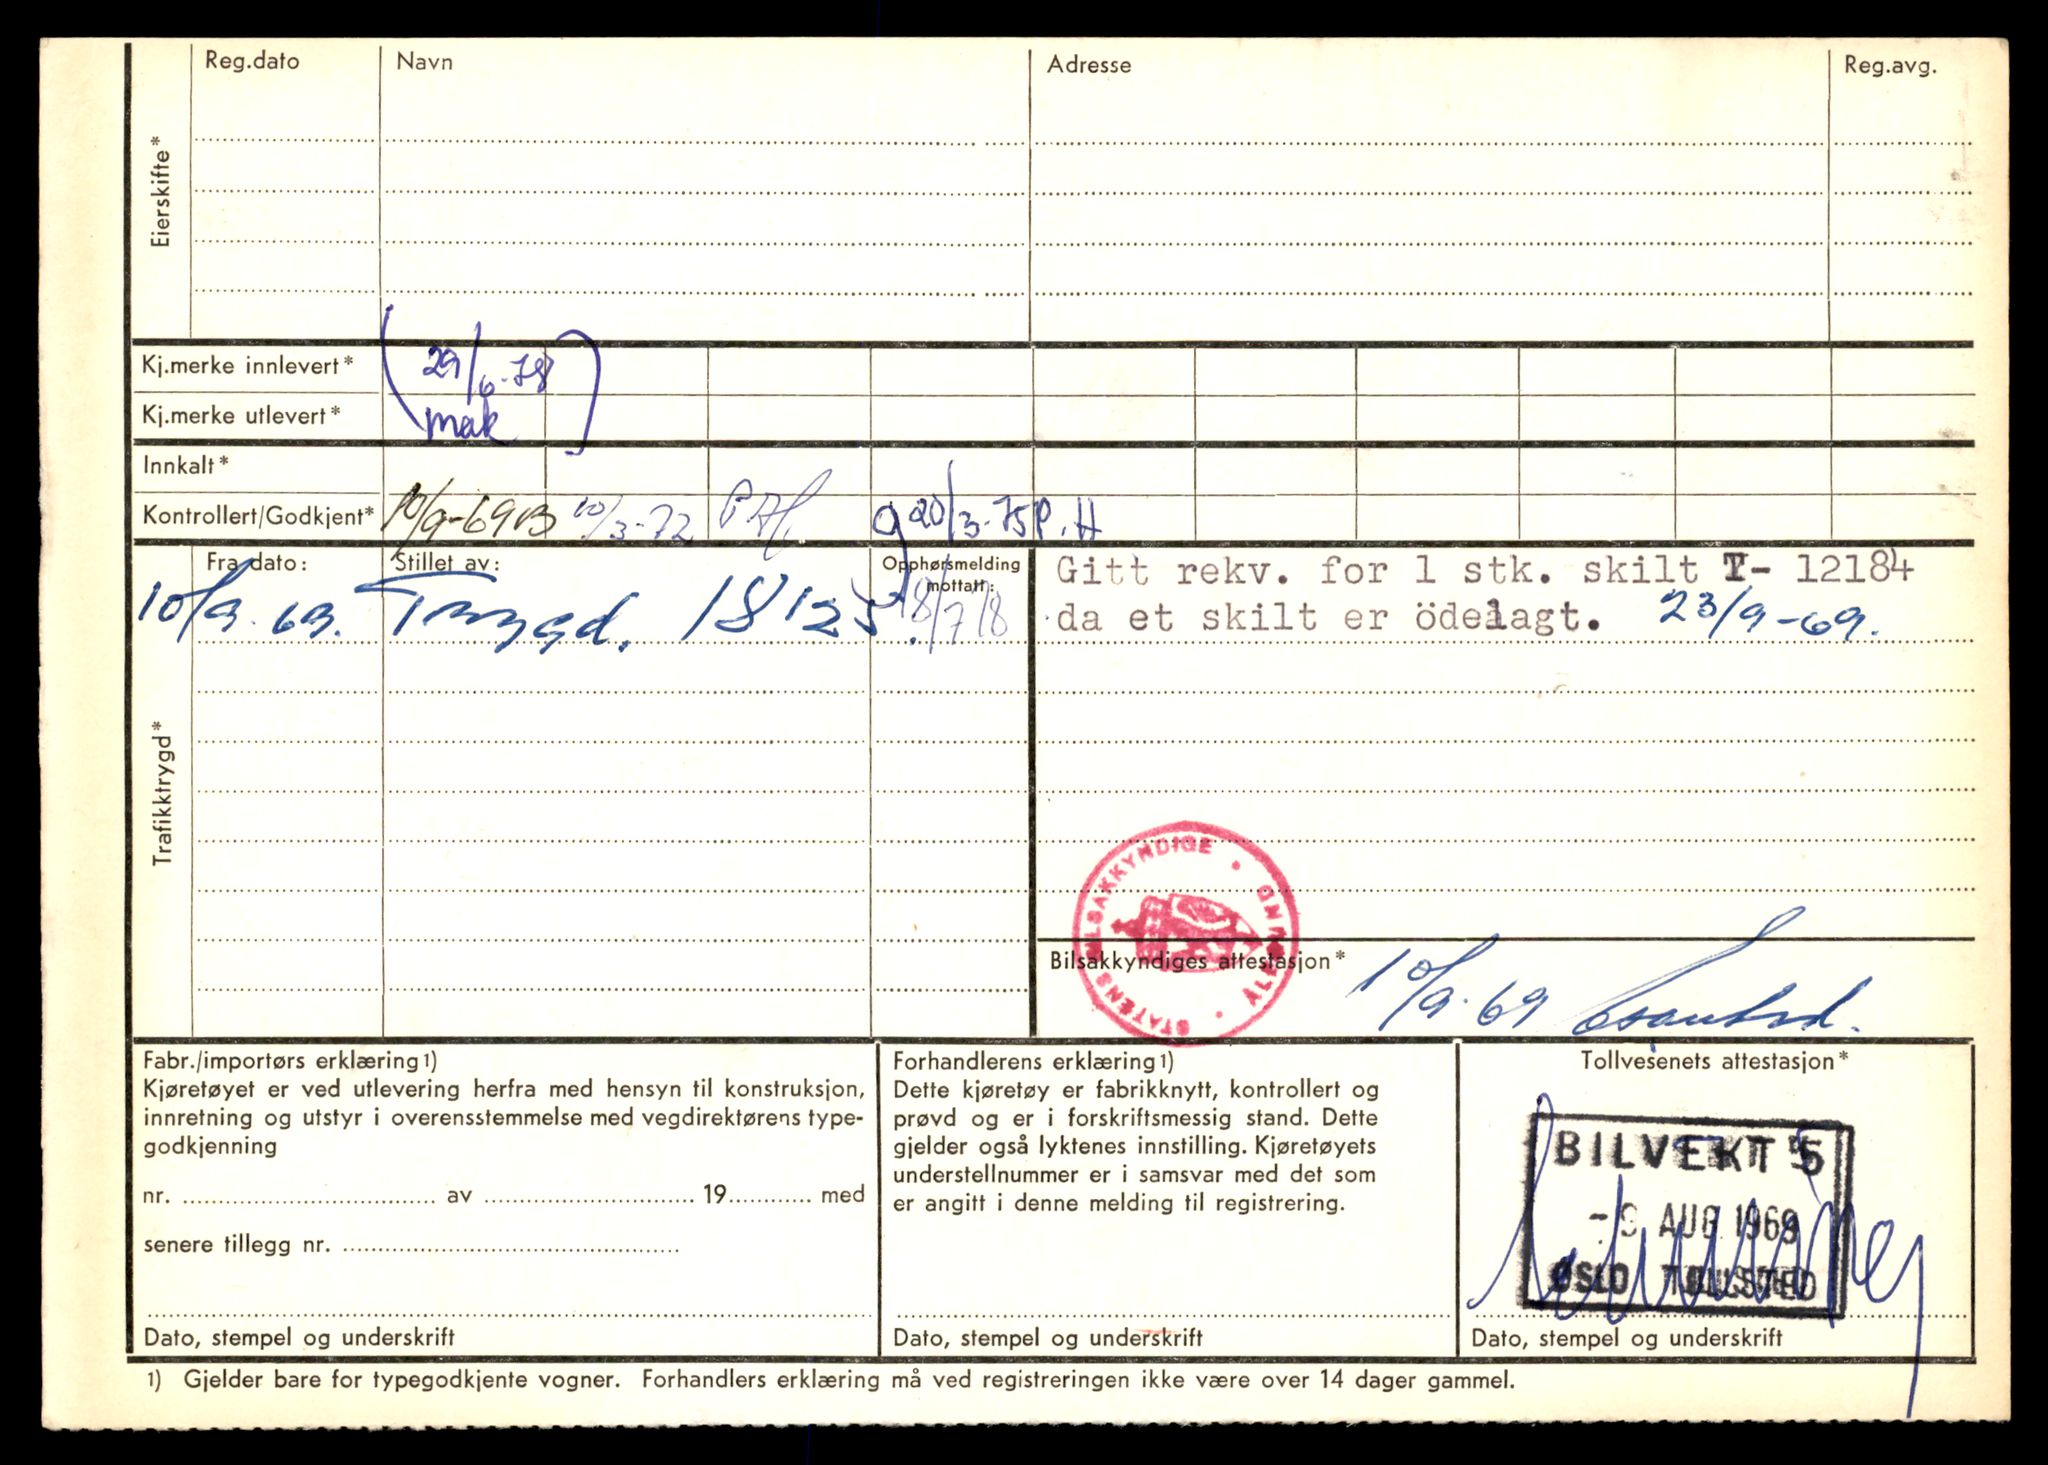 Reg.dato Navn Adresse Reg.avg.
Eierskifte*
Kj.merke innlevert* 29/6-78
Kj.merke utlevert* mak
Innkalt*
Kontrollert/Godkjent* 10/9-69 10/3-72 g 20/3-75 P.H
Trafikktrygd*
Fra dato: Stillet av: Opphørsmelding mottatt:
10/9.69. Trygd. 18125. 18/7 78
Gitt rekv. for 1 stk. skilt T- 12184
da et skilt er ödelagt. 23/9-69.
STATENS BILSAKKYNDIGE
Bilsakkyndiges attestasjon* 10/9.69
Fabr./importørs erklæring1)
Kjøretøyet er ved utlevering herfra med hensyn til konstruksjon,
innretning og utstyr i overensstemmelse med vegdirektørens type-
godkjenning
nr. av 19 med
senere tillegg nr.
Dato, stempel og underskrift
Forhandlerens erklæring1)
Dette kjøretøy er fabrikknytt, kontrollert og
prøvd og er i forskriftsmessig stand. Dette
gjelder også lyktenes innstilling. Kjøretøyets
understellnummer er i samsvar med det som
er angitt i denne melding til registrering.
Dato, stempel og underskrift
Tollvesenets attestasjon*
BILVEKT 5
-9 AUG 1969
OSLO TOLLSTED
Dato, stempel og underskrift
1) Gjelder bare for typegodkjente vogner. Forhandlers erklæring må ved registreringen ikke være over 14 dager gammel.